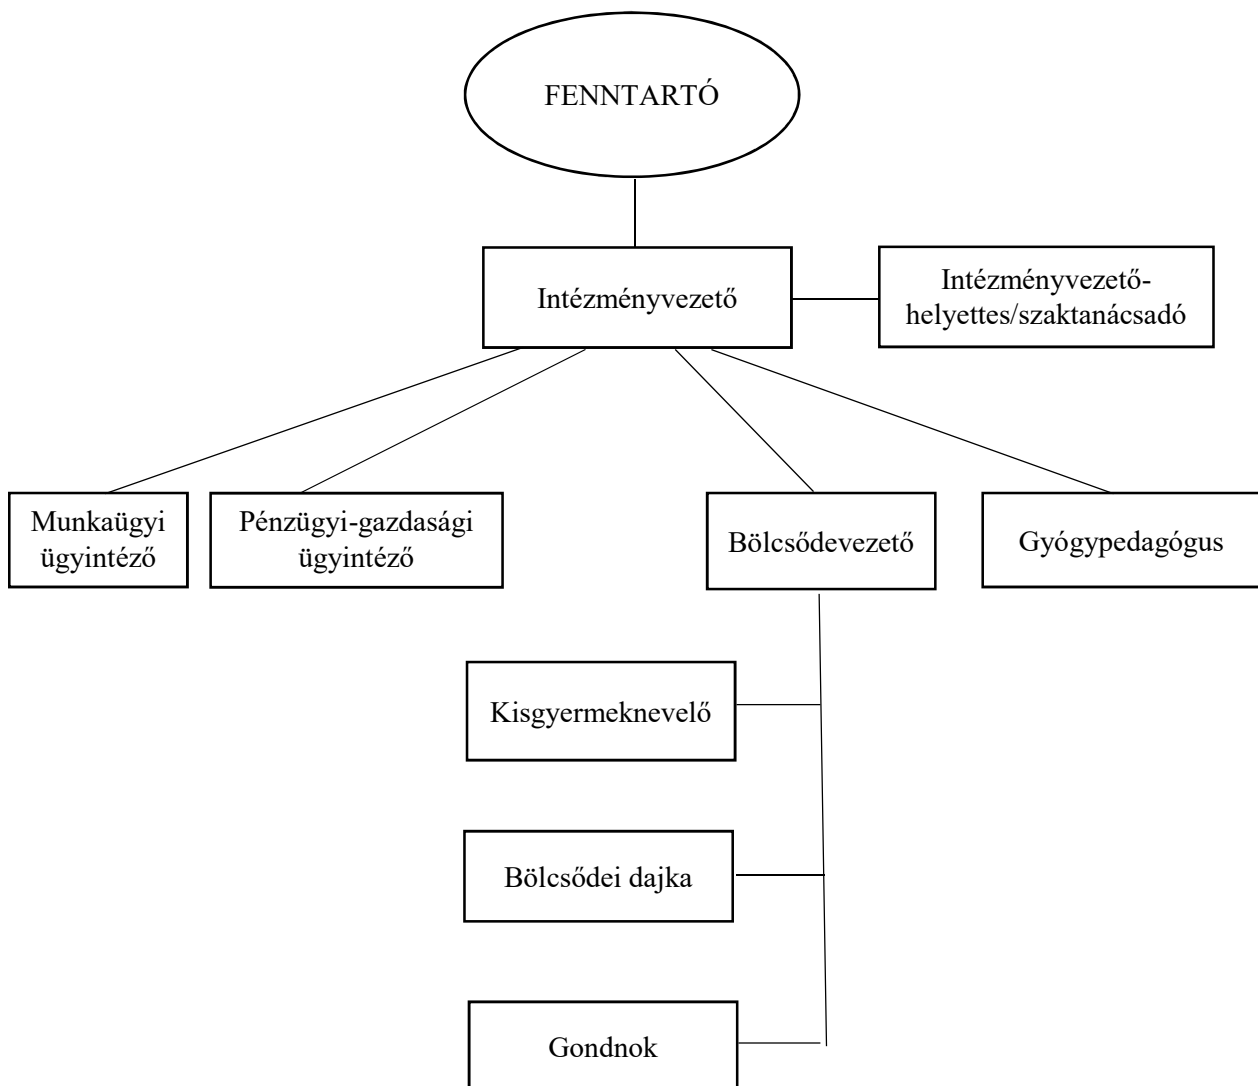 FENNTARTÓ
Intézményvezető
Intézményvezető-
helyettes/szaktanácsadó
Munkaügyi
ügyintéző
Pénzügyi-gazdasági
ügyintéző
Bölcsődevezető
Gyógypedagógus
Kisgyermeknevelő
Bölcsődei dajka
Gondnok